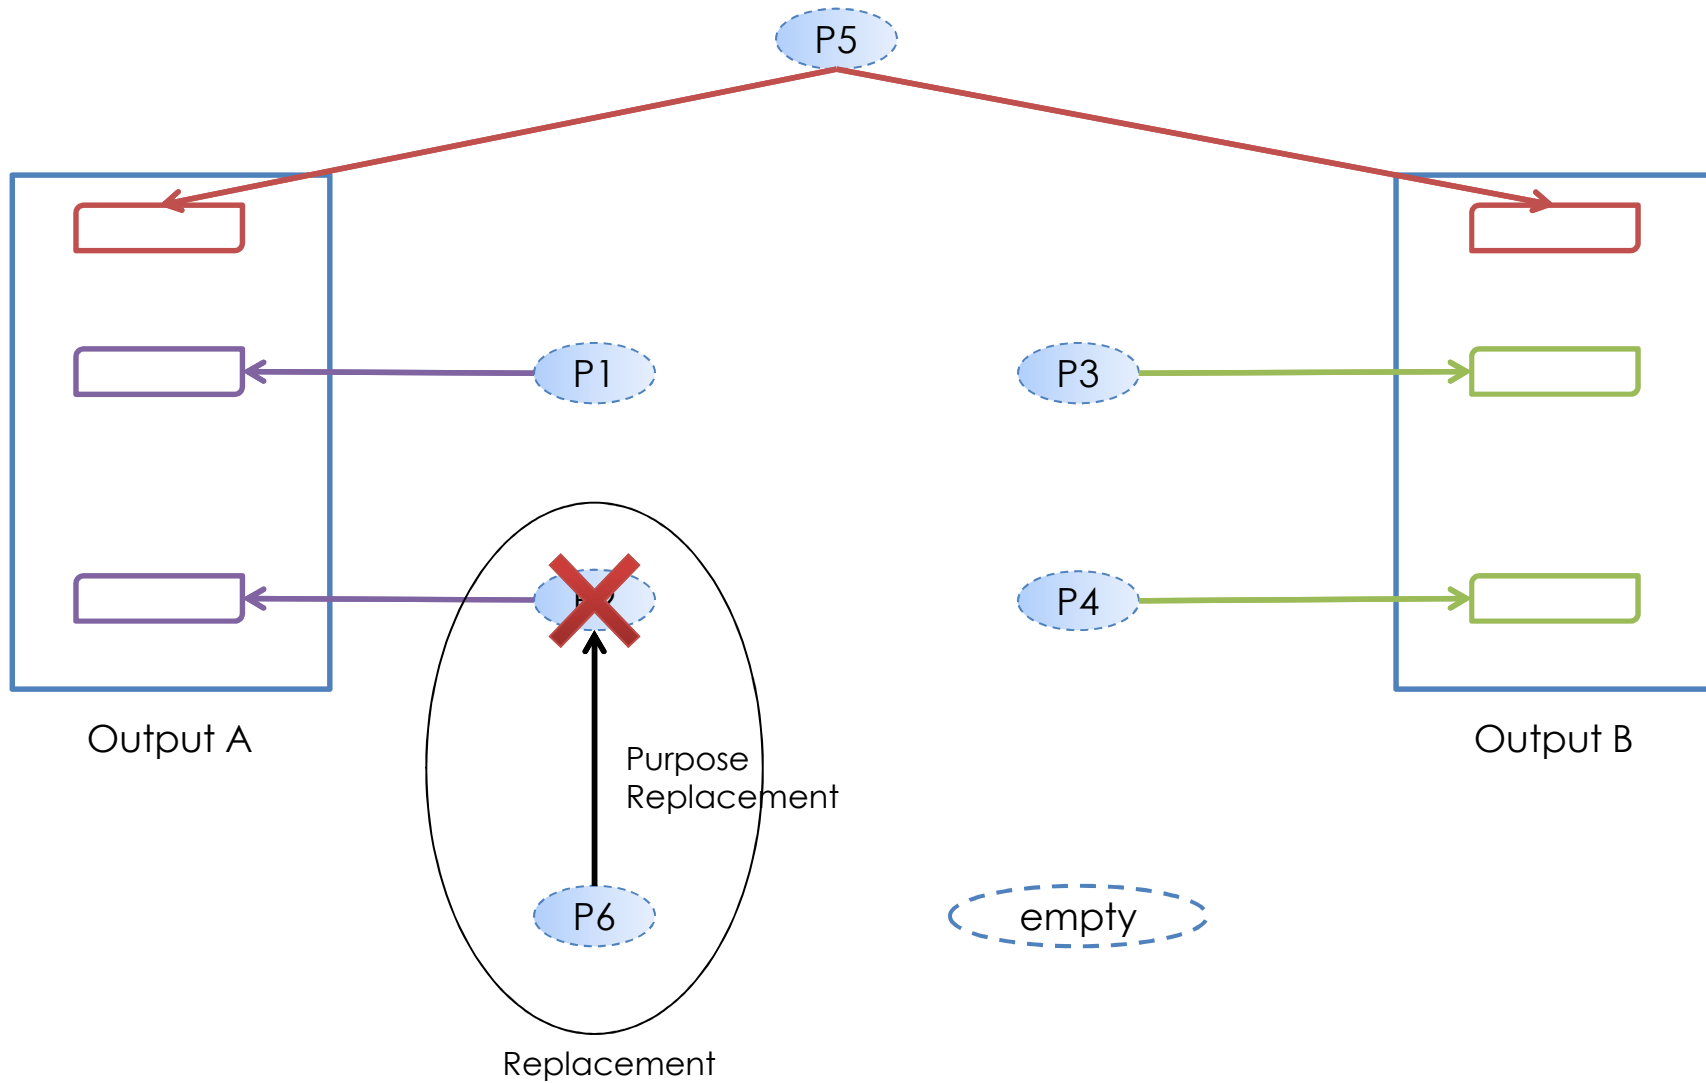 P5
P1
P3
P4
Output A
Output B
Purpose
Replacement
P6
empty
Replacement